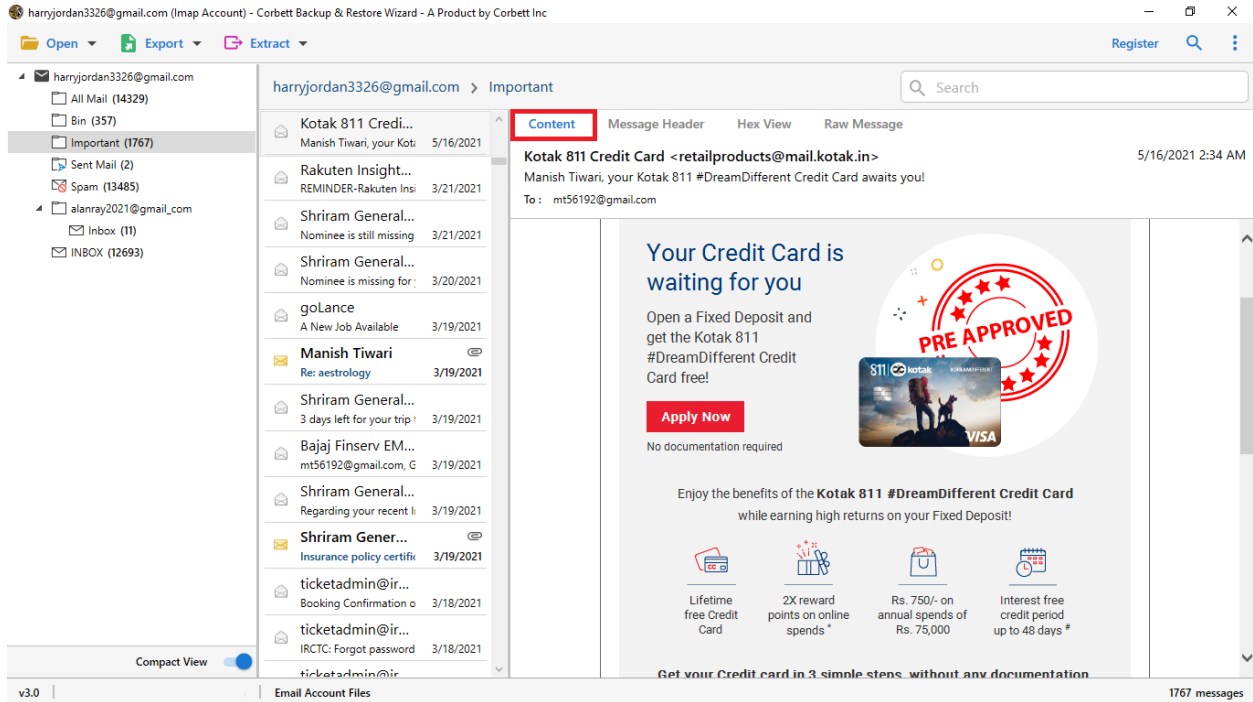 harryjordan3326@gmail.com (Imap Account) - Corbett Backup & Restore Wizard - A Product by Corbett Inc
Open
Export
Extract
Register
harryjordan3326@gmail.com
All Mail (14329)
Bin (357)
Important (1767)
Sent Mail (2)
Spam (13485)
alanray2021@gmail_com
Inbox (11)
INBOX (12693)
Compact View
harryjordan3326@gmail.com > Important
Search
Kotak 811 Credi...
Manish Tiwari, your Kota 5/16/2021
Rakuten Insight...
REMINDER-Rakuten Insi 3/21/2021
Shriram General...
Nominee is still missing 3/21/2021
Shriram General...
Nominee is missing for 3/20/2021
goLance
A New Job Available 3/19/2021
Manish Tiwari
Re: aestrology 3/19/2021
Shriram General...
3 days left for your trip 3/19/2021
Bajaj Finserv EM...
mt56192@gmail.com, G 3/19/2021
Shriram General...
Regarding your recent I 3/19/2021
Shriram Gener...
Insurance policy certific 3/19/2021
ticketadmin@ir...
Booking Confirmation o 3/18/2021
ticketadmin@ir...
IRCTC: Forgot password 3/18/2021
ticketadmin@ir...
Content Message Header Hex View Raw Message
Kotak 811 Credit Card <retailproducts@mail.kotak.in> 5/16/2021 2:34 AM
Manish Tiwari, your Kotak 811 #DreamDifferent Credit Card awaits you!
To : mt56192@gmail.com
Your Credit Card is
waiting for you
Open a Fixed Deposit and
get the Kotak 811
#DreamDifferent Credit
Card free!
Apply Now
No documentation required
PRE APPROVED
811 kotak #DREAMDIFFERENT
VISA
Enjoy the benefits of the Kotak 811 #DreamDifferent Credit Card
while earning high returns on your Fixed Deposit!
CC
Lifetime
free Credit
Card
2X reward
points on online
spends *
Rs. 750/- on
annual spends of
Rs. 75,000
Interest free
credit period
up to 48 days #
Get your Credit card in 3 simple steps, without any documentation
v3.0
Email Account Files
1767 messages